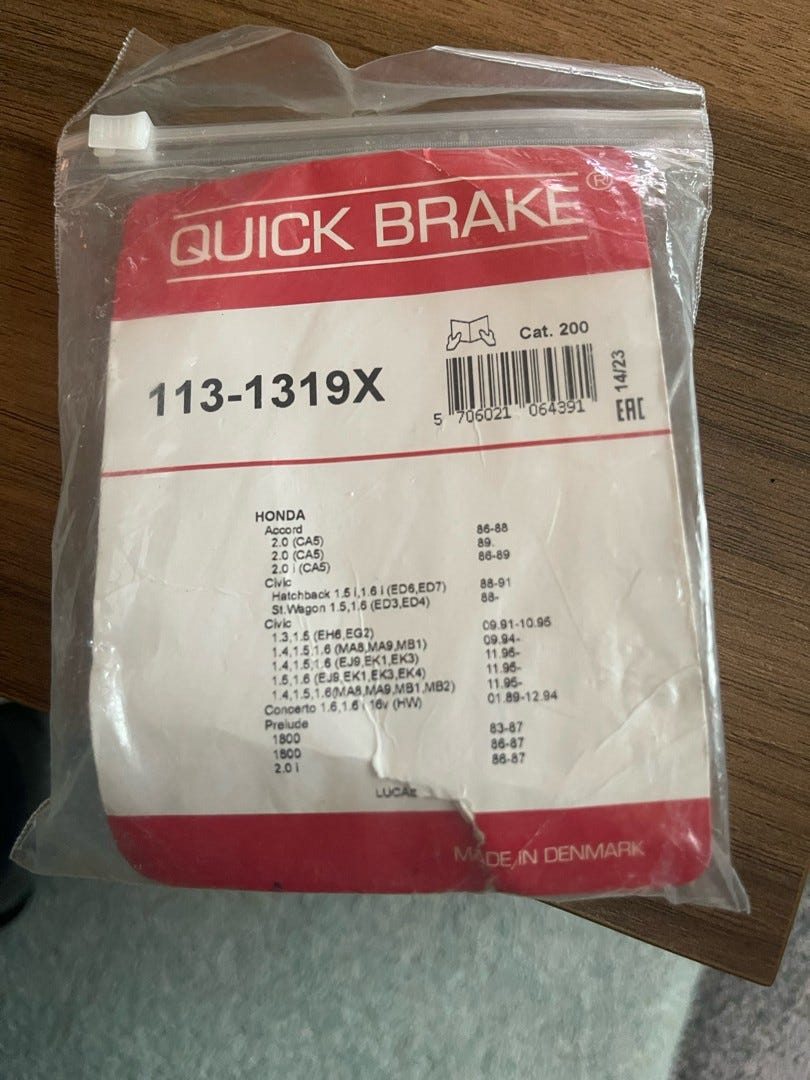 QUICK BRAKE®
Cat. 200
113-1319X
14/23
5 706021 064391
EAC
HONDA
Accord
2.0 (CA5) 86-88
2.0 (CA5) 89.
2.0 i (CA5) 86-89
Civic
Hatchback 1.5 i,1.6 i (ED6,ED7) 88-91
St.Wagon 1.5,1.6 (ED3,ED4) 88-
Civic
1.3,1.5 (EH6,EG2) 09.91-10.95
1.4,1.5,1.6 (MA8,MA9,MB1) 09.94-
1.4,1.5,1.6 (EJ9,EK1,EK3) 11.95-
1.5,1.6 (EJ9,EK1,EK3,EK4) 11.95-
1.4,1.5,1.6(MA8,MA9,MB1,MB2) 11.95-
Concerto 1.6,1.6 i 16v (HW) 01.89-12.94
Prelude
1800 83-87
1800 86-87
2.0 i 86-87
MADE IN DENMARK